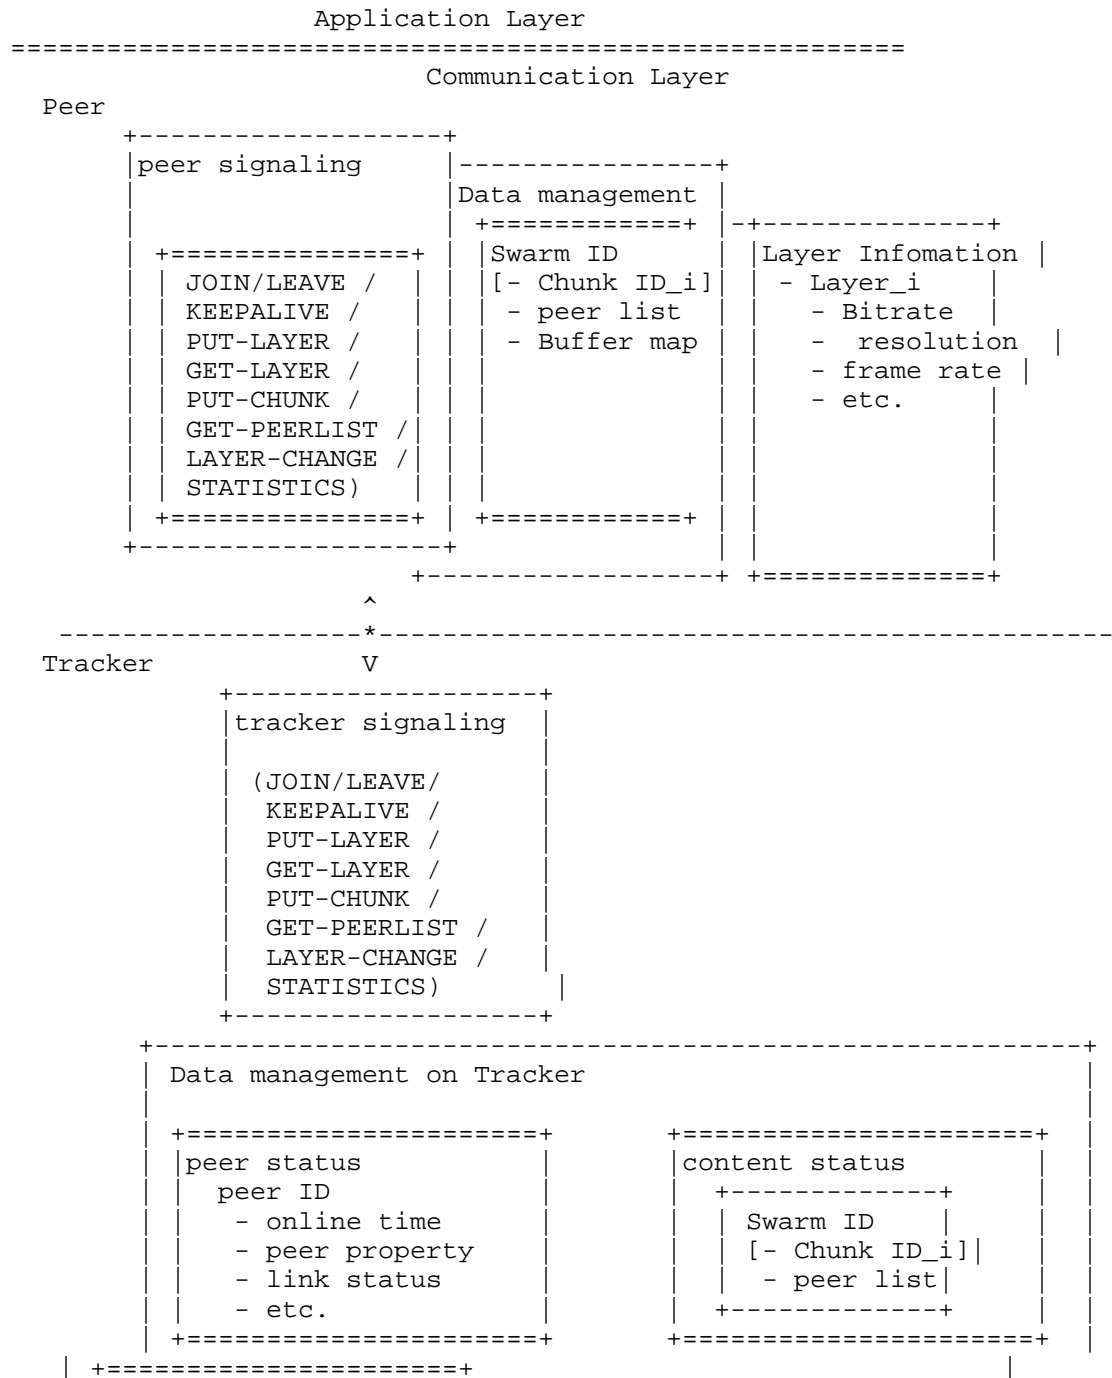 Application Layer
========================================================
Communication Layer
Peer
+-------------------+
|peer signaling     |----------------+
|                   |Data management |
|                   | +============+ |-+--------------+
| +===============+ | |Swarm ID      | |Layer Infomation |
| | JOIN/LEAVE /  | | |[- Chunk ID_i]| | - Layer_i     |
| | KEEPALIVE /   | | | - peer list  | |   - Bitrate   |
| | PUT-LAYER /   | | | - Buffer map | |   -  resolution  |
| | GET-LAYER /   | | |              | |   - frame rate |
| | PUT-CHUNK /   | | |              | |   - etc.      |
| | GET-PEERLIST /| | |              | |               |
| | LAYER-CHANGE /| | |              | |               |
| | STATISTICS)   | | |              | |               |
| +===============+ | +============+ | |              |
+-------------------+                | |              |
+------------------+ +==============+
^
-------------------*----------------------------------------------
Tracker             V
+-------------------+
|tracker signaling  |
|                   |
| (JOIN/LEAVE/      |
|  KEEPALIVE /      |
|  PUT-LAYER /      |
|  GET-LAYER /      |
|  PUT-CHUNK /      |
|  GET-PEERLIST /   |
|  LAYER-CHANGE /   |
|  STATISTICS)       |
+-------------------+
+----------------------------------------------------------+
| Data management on Tracker                               |
|                                                          |
| +======================+       +======================+  |
| |peer status           |       |content status        |  |
| |  peer ID             |       |  +-------------+     |  |
| |   - online time      |       |  | Swarm ID    |     |  |
| |   - peer property    |       |  | [- Chunk ID_i]|   |  |
| |   - link status      |       |  |  - peer list|     |  |
| |   - etc.             |       |  +-------------+     |  |
| +======================+       +======================+  |
| +======================+                                  |